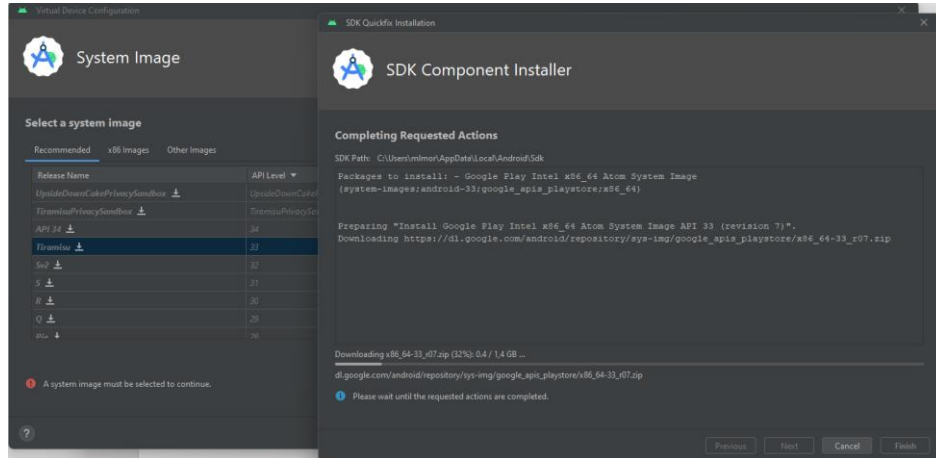 Virtual Device Configuration
System Image
Select a system image
Recommended x86 Images Other Images
Release Name API Level
UpsideDownCakePrivacySandbox UpsideDownCakeP
TiramisuPrivacySandbox TiramisuPrivacySa
API 34 34
Tiramisu 33
Sv2 32
S 31
R 30
Q 29
A system image must be selected to continue.
?
SDK Quickfix Installation
SDK Component Installer
Completing Requested Actions
SDK Path: C:\Users\mlmor\AppData\Local\Android\Sdk
Packages to install: - Google Play Intel x86_64 Atom System Image
(system-images;android-33;google_apis_playstore;x86_64)
Preparing "Install Google Play Intel x86_64 Atom System Image API 33 (revision 7)".
Downloading https://dl.google.com/android/repository/sys-img/google_apis_playstore/x86_64-33_r07.zip
Downloading x86_64-33_r07.zip (32%): 0.4 / 1,4 GB ...
dl.google.com/android/repository/sys-img/google_apis_playstore/x86_64-33_r07.zip
Please wait until the requested actions are completed.
Previous Next Cancel Finish